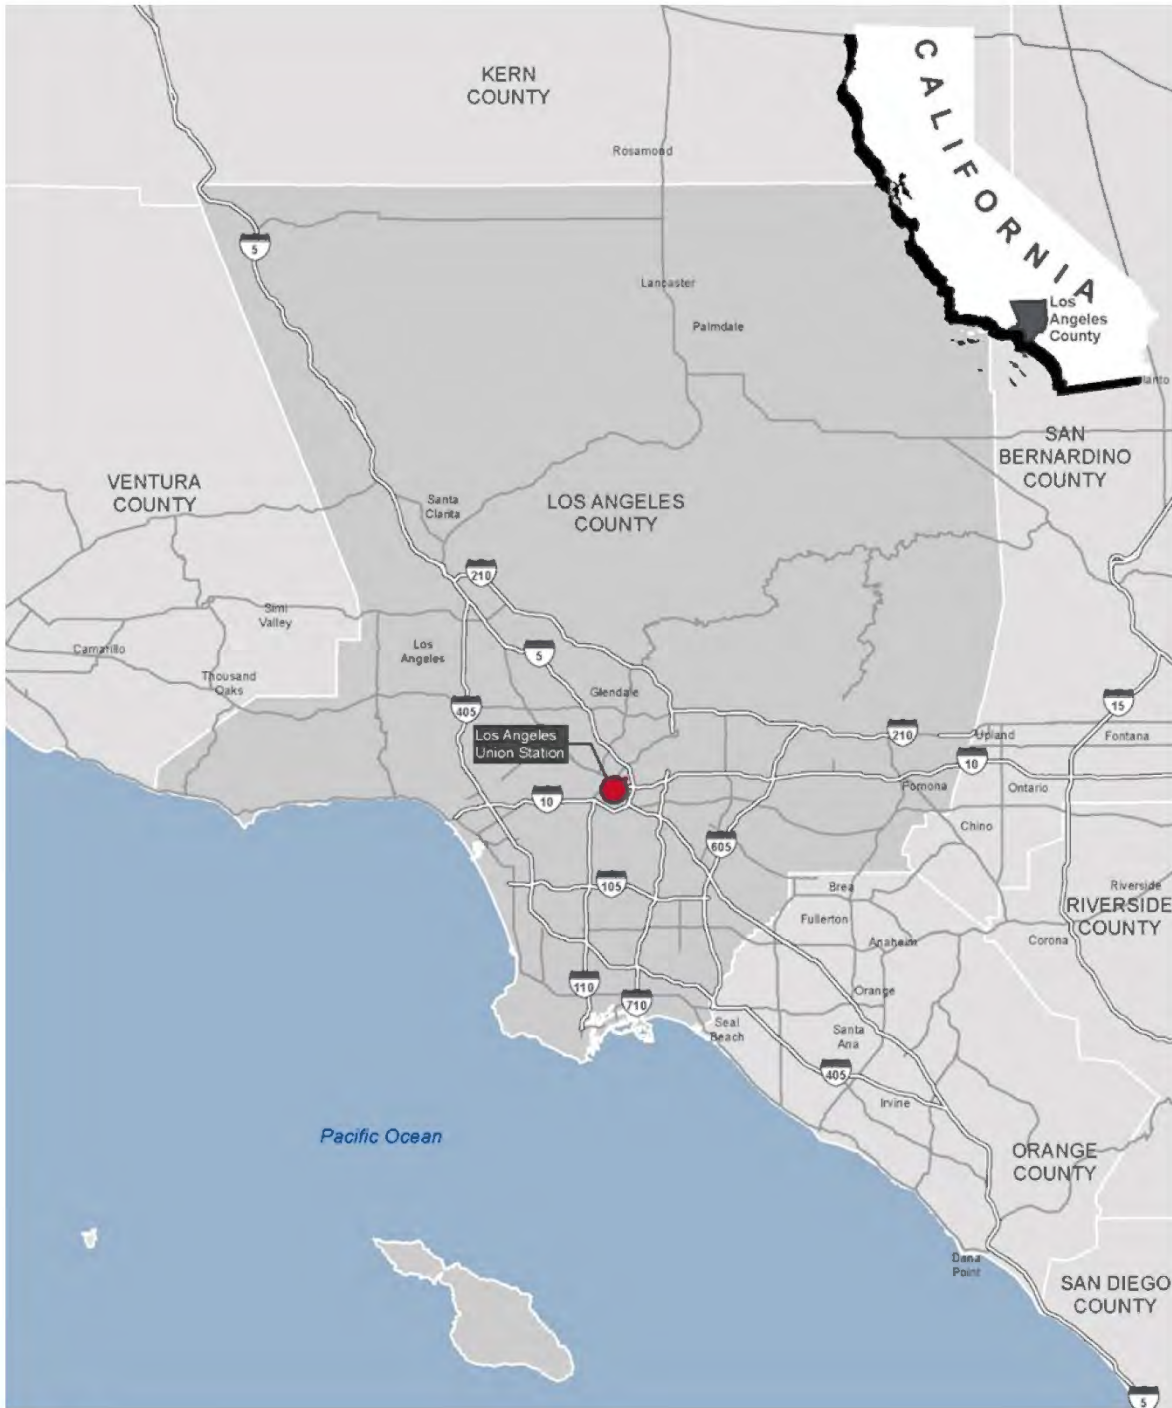 KERN
COUNTY
CALIFORNIA
Rosamond
5
Lancaster
Los
Angeles
County
Palmdale
SAN
BERNARDINO
COUNTY
VENTURA
COUNTY
Santa
Clarita
LOS ANGELES
COUNTY
210
Simi
Valley
Camarillo
Los
Angeles
5
Thousand
Oaks
Glendale
405
15
Los Angeles
Union Station
210
Upland
Fontana
10
10
Pomona
Ontario
Chino
605
105
Brea
Riverside
RIVERSIDE
COUNTY
Fullerton
Anaheim
Corona
110
710
Orange
Seal
Beach
Santa
Ana
405
Irvine
Pacific Ocean
ORANGE
COUNTY
Dana
Point
SAN DIEGO
COUNTY
5